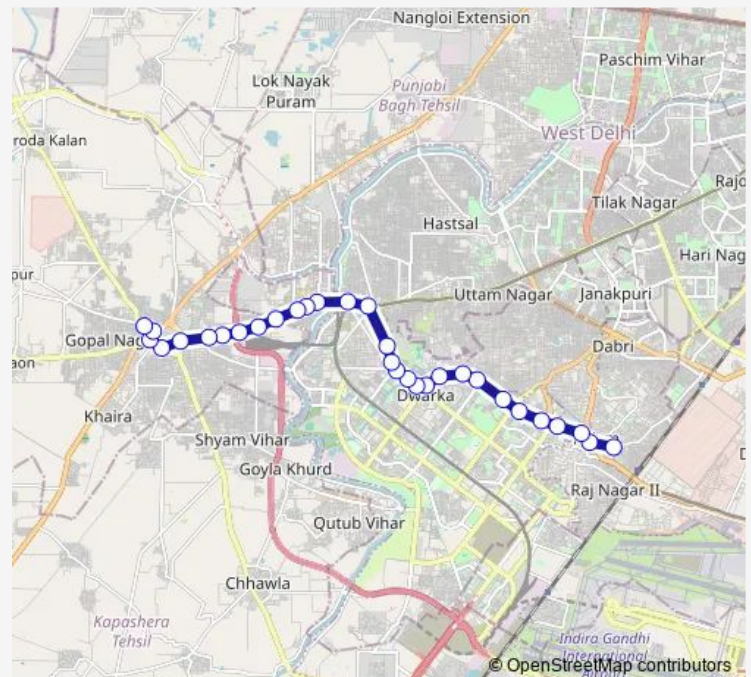 Nangloi Extension
Paschim Vihar
Lok Nayak
Puram
Punjabi
Bagh Tehsil
roda Kalan
West Delhi
Tilak Nagar
Rajo
Hastsal
Hari Nag
pur
Uttam Nagar
Janakpuri
Gopal Nag
Dabri
aon
Dwarka
Khaira
Shyam Vihar
Goyla Khurd
Raj Nagar II
Qutub Vihar
Chhawla
Kapashera
Tehsil
Indira Gandhi
International
Airport
© OpenStreetMap contributors